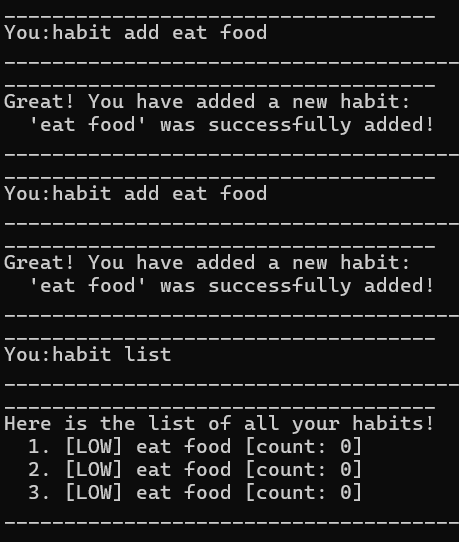 ____________________________________
You:habit add eat food
______________________________________
____________________________________
Great! You have added a new habit:
  'eat food' was successfully added!
______________________________________
____________________________________
You:habit add eat food
______________________________________
____________________________________
Great! You have added a new habit:
  'eat food' was successfully added!
______________________________________
____________________________________
You:habit list
______________________________________
____________________________________
Here is the list of all your habits!
  1. [LOW] eat food [count: 0]
  2. [LOW] eat food [count: 0]
  3. [LOW] eat food [count: 0]
______________________________________